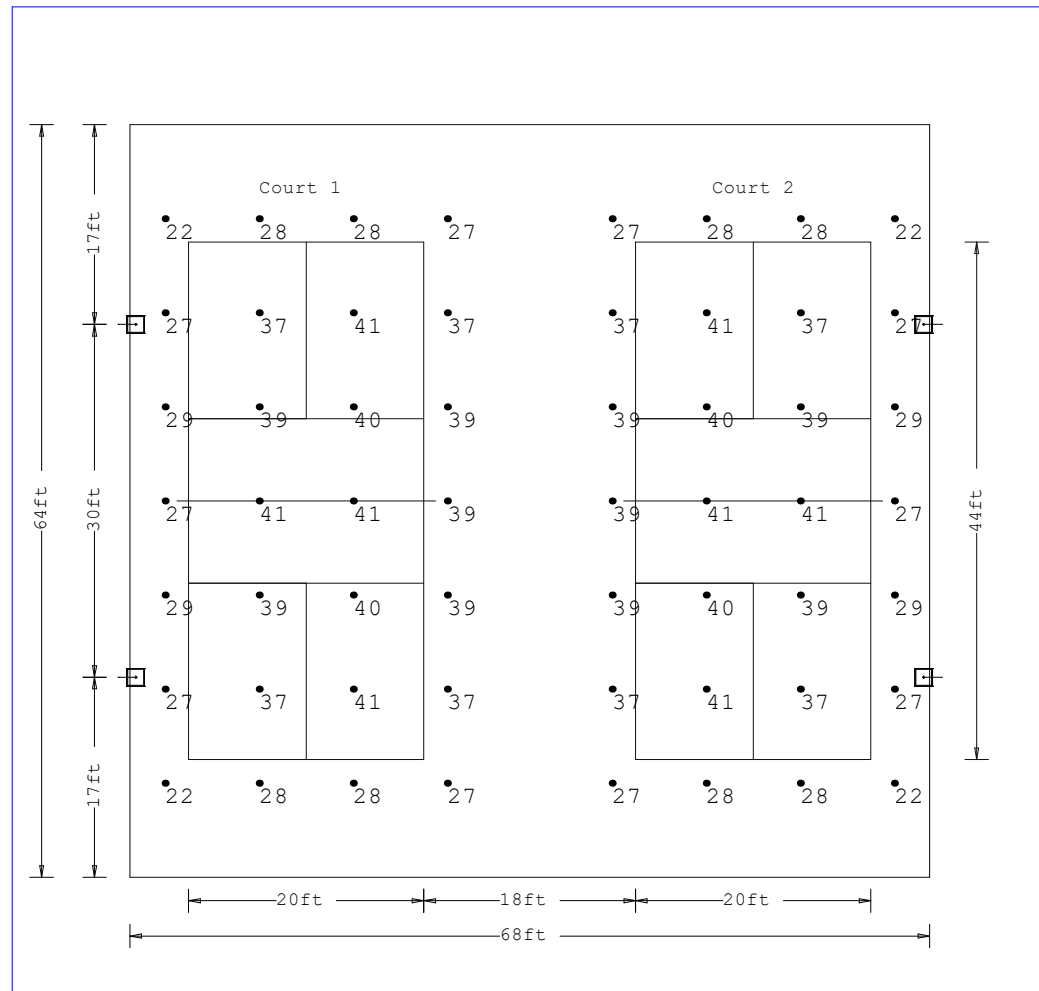 Court 1 Court 2
22 28 28 27 27 28 28 22
17ft
27 37 41 37 37 41 37 27
29 39 40 39 39 40 39 29
64ft 30ft 27 41 41 39 39 41 41 27 44ft
29 39 40 39 39 40 39 29
27 37 41 37 37 41 37 27
17ft
22 28 28 27 27 28 28 22
20ft 18ft 20ft
68ft